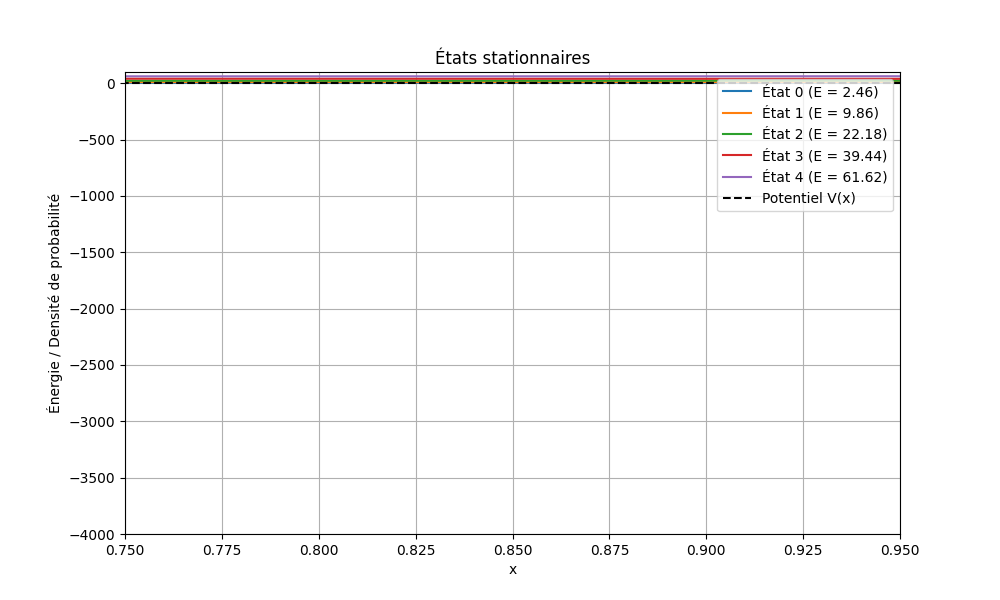 États stationnaires
0
−500
−1000
−1500
−2000
−2500
−3000
−3500
−4000
Énergie / Densité de probabilité
État 0 (E = 2.46)
État 1 (E = 9.86)
État 2 (E = 22.18)
État 3 (E = 39.44)
État 4 (E = 61.62)
Potentiel V(x)
0.750 0.775 0.800 0.825 0.850 0.875 0.900 0.925 0.950
x